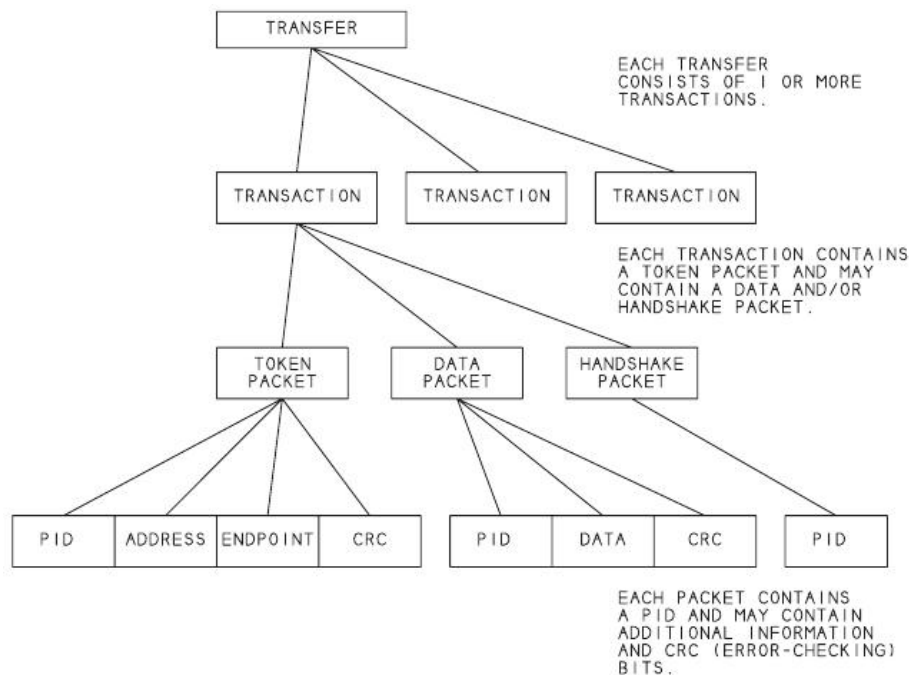 TRANSFER
EACH TRANSFER
CONSISTS OF 1 OR MORE
TRANSACTIONS.
TRANSACTION
TRANSACTION
TRANSACTION
EACH TRANSACTION CONTAINS
A TOKEN PACKET AND MAY
CONTAIN A DATA AND/OR
HANDSHAKE PACKET.
TOKEN
PACKET
DATA
PACKET
HANDSHAKE
PACKET
PID
ADDRESS
ENDPOINT
CRC
PID
DATA
CRC
PID
EACH PACKET CONTAINS
A PID AND MAY CONTAIN
ADDITIONAL INFORMATION
AND CRC (ERROR-CHECKING)
BITS.